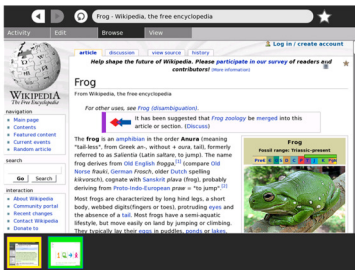 Frog - Wikipedia, the free encyclopedia
Activity Edit Browse View
Log in / create account
article discussion view source history
Help shape the future of Wikipedia. Please participate in our survey of readers and
contributors! (More information)
Frog
From Wikipedia, the free encyclopedia
For other uses, see Frog (disambiguation).
It has been suggested that Frog zoology be merged into this
article or section. (Discuss)
The frog is an amphibian in the order Anura (meaning
"tail-less", from Greek an-, without + oura, tail), formerly
referred to as Salientia (Latin saltare, to jump). The name
frog derives from Old English frogga,[1] (compare Old
Norse frauki, German Frosch, older Dutch spelling
kikvorsch), cognate with Sanskrit plava (frog), probably
deriving from Proto-Indo-European praw = "to jump".[2]
Most frogs are characterized by long hind legs, a short
body, webbed digits (fingers or toes), protruding eyes and
the absence of a tail. Most frogs have a semi-aquatic
lifestyle, but move easily on land by jumping or climbing.
They typically lay their eggs in puddles, ponds or lakes,
Frog
Fossil range: Triassic–present
WIKIPEDIA
The Free Encyclopedia
navigation
Main page
Contents
Featured content
Current events
Random article
search
Go Search
interaction
About Wikipedia
Community portal
Recent changes
Contact Wikipedia
Donate to